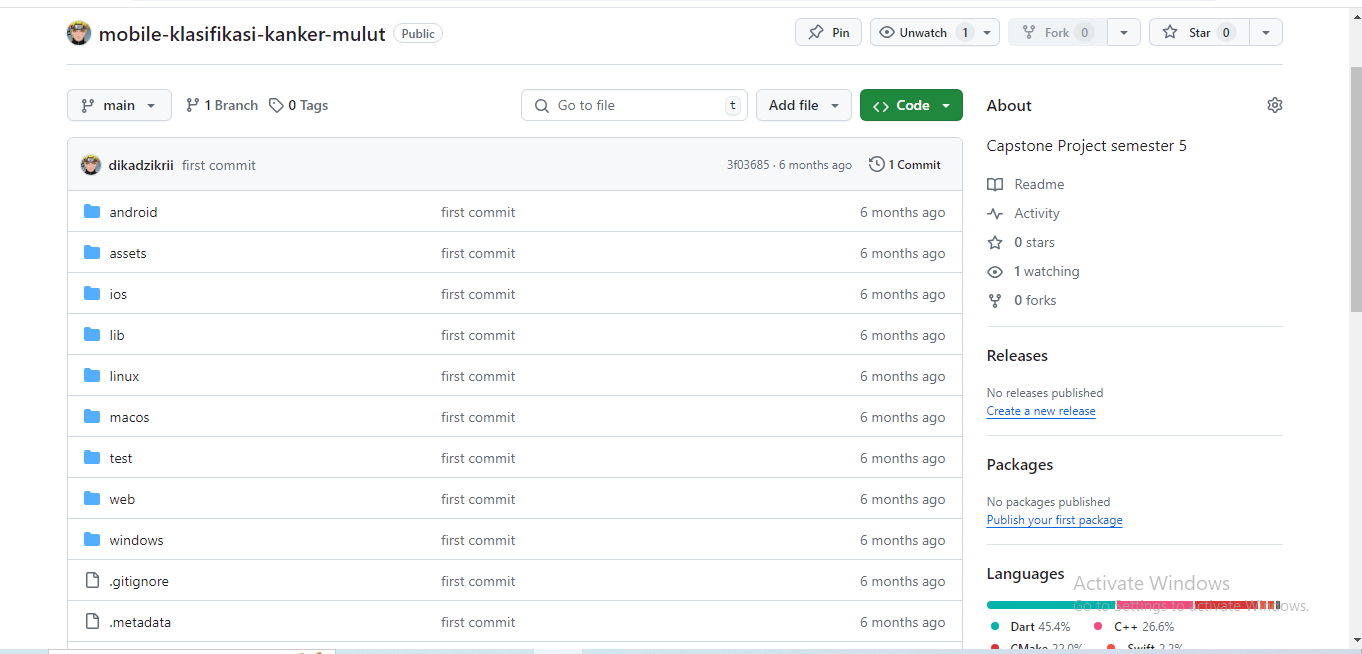 mobile-klasifikasi-kanker-mulut Public Pin Unwatch 1 Fork 0 Star 0
main 1 Branch 0 Tags Go to file t Add file Code
dikadzikrii first commit 3f03685 · 6 months ago 1 Commit
android first commit 6 months ago
assets first commit 6 months ago
ios first commit 6 months ago
lib first commit 6 months ago
linux first commit 6 months ago
macos first commit 6 months ago
test first commit 6 months ago
web first commit 6 months ago
windows first commit 6 months ago
.gitignore first commit 6 months ago
.metadata first commit 6 months ago
About
Capstone Project semester 5
Readme
Activity
0 stars
1 watching
0 forks
Releases
No releases published
Create a new release
Packages
No packages published
Publish your first package
Languages
Activate Windows
Go to Settings to activate Windows.
Dart 45.4% C++ 26.6%
CMake 22.0% Swift 2.2%